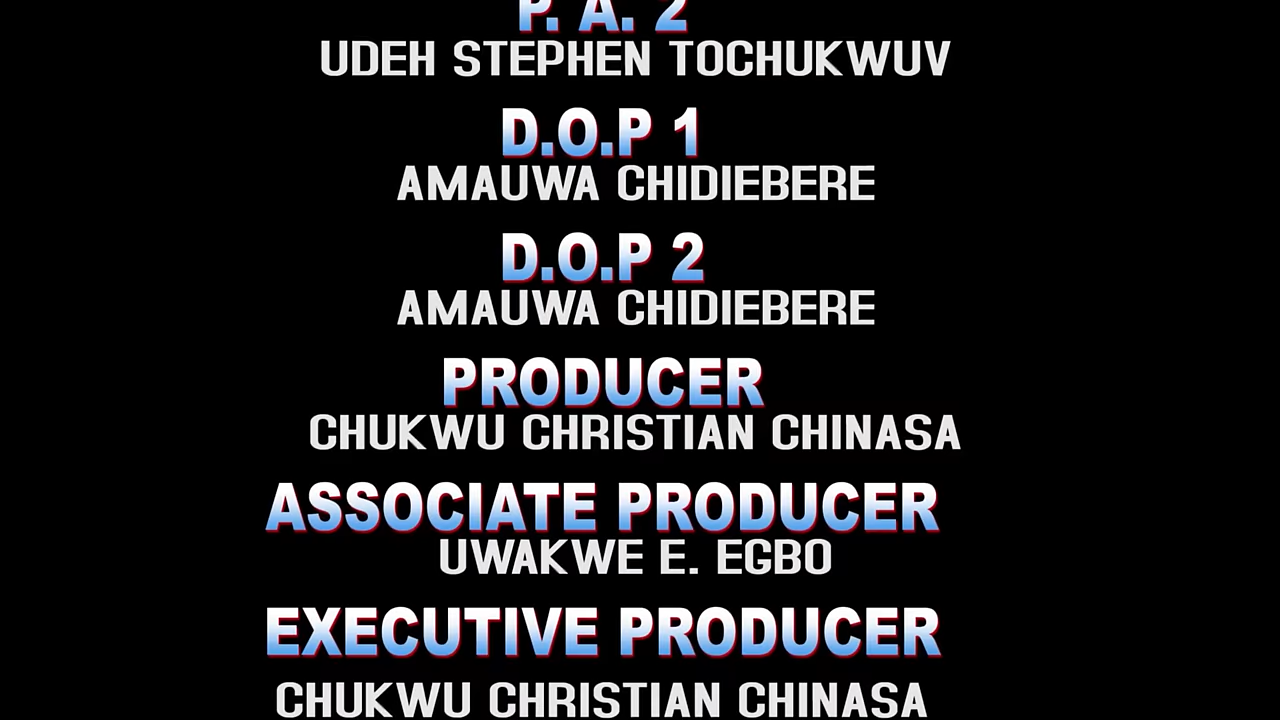 P. A. 2
UDEH STEPHEN TOCHUKWUV
D.O.P 1
AMAUWA CHIDIEBERE
D.O.P 2
AMAUWA CHIDIEBERE
PRODUCER
CHUKWU CHRISTIAN CHINASA
ASSOCIATE PRODUCER
UWAKWE E. EGBO
EXECUTIVE PRODUCER
CHUKWU CHRISTIAN CHINASA